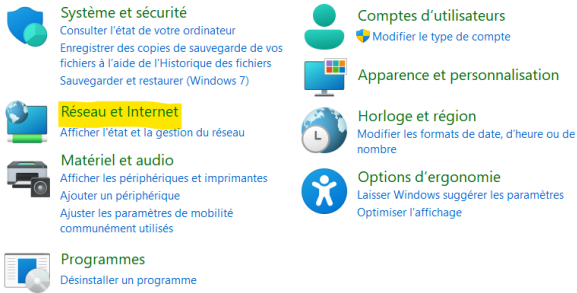 Système et sécurité
Consulter l'état de votre ordinateur
Enregistrer des copies de sauvegarde de vos
fichiers à l'aide de l'Historique des fichiers
Sauvegarder et restaurer (Windows 7)
Réseau et Internet
Afficher l'état et la gestion du réseau
Matériel et audio
Afficher les périphériques et imprimantes
Ajouter un périphérique
Ajuster les paramètres de mobilité
communément utilisés
Programmes
Désinstaller un programme
Comptes d'utilisateurs
Modifier le type de compte
Apparence et personnalisation
Horloge et région
Modifier les formats de date, d'heure ou de
nombre
Options d'ergonomie
Laisser Windows suggérer les paramètres
Optimiser l'affichage